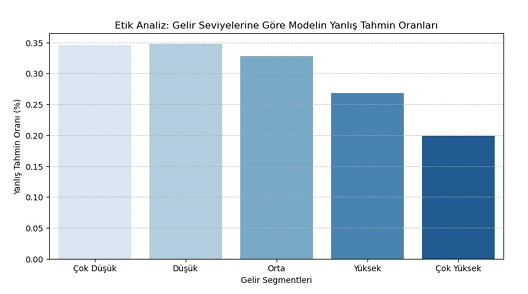 Etik Analiz: Gelir Seviyelerine Göre Modelin Yanlış Tahmin Oranları
Yanlış Tahmin Oranı (%)
0.35
0.30
0.25
0.20
0.15
0.10
0.05
0.00
Çok Düşük Düşük Orta Yüksek Çok Yüksek
Gelir Segmentleri